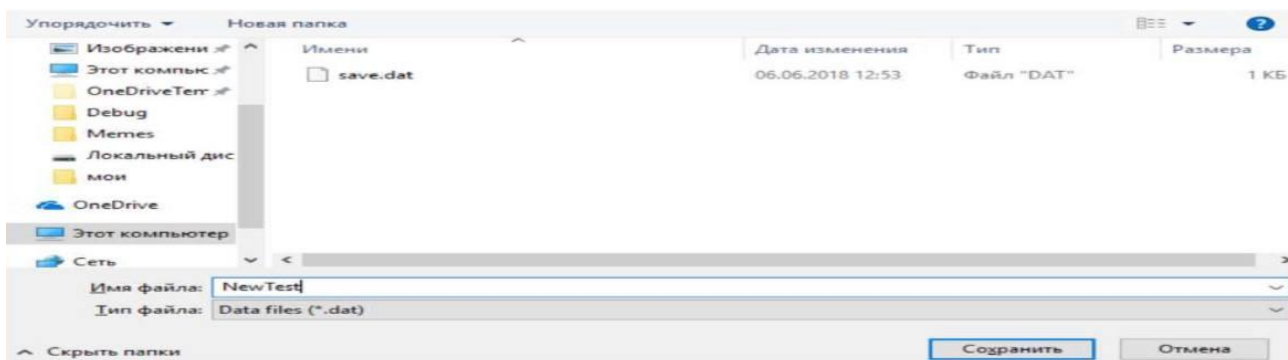 Упорядочить Новая папка
Имени Дата изменения Тип Размера
Изображени
Этот компьк
OneDriveTem
Debug
Memes
Локальный дис
мои
OneDrive
Этот компьютер
Сеть
save.dat 06.06.2018 12:53 Файл "DAT" 1 КБ
Имя файла: NewTest
Тип файла: Data files (*.dat)
Скрыть папки Сохранить Отмена